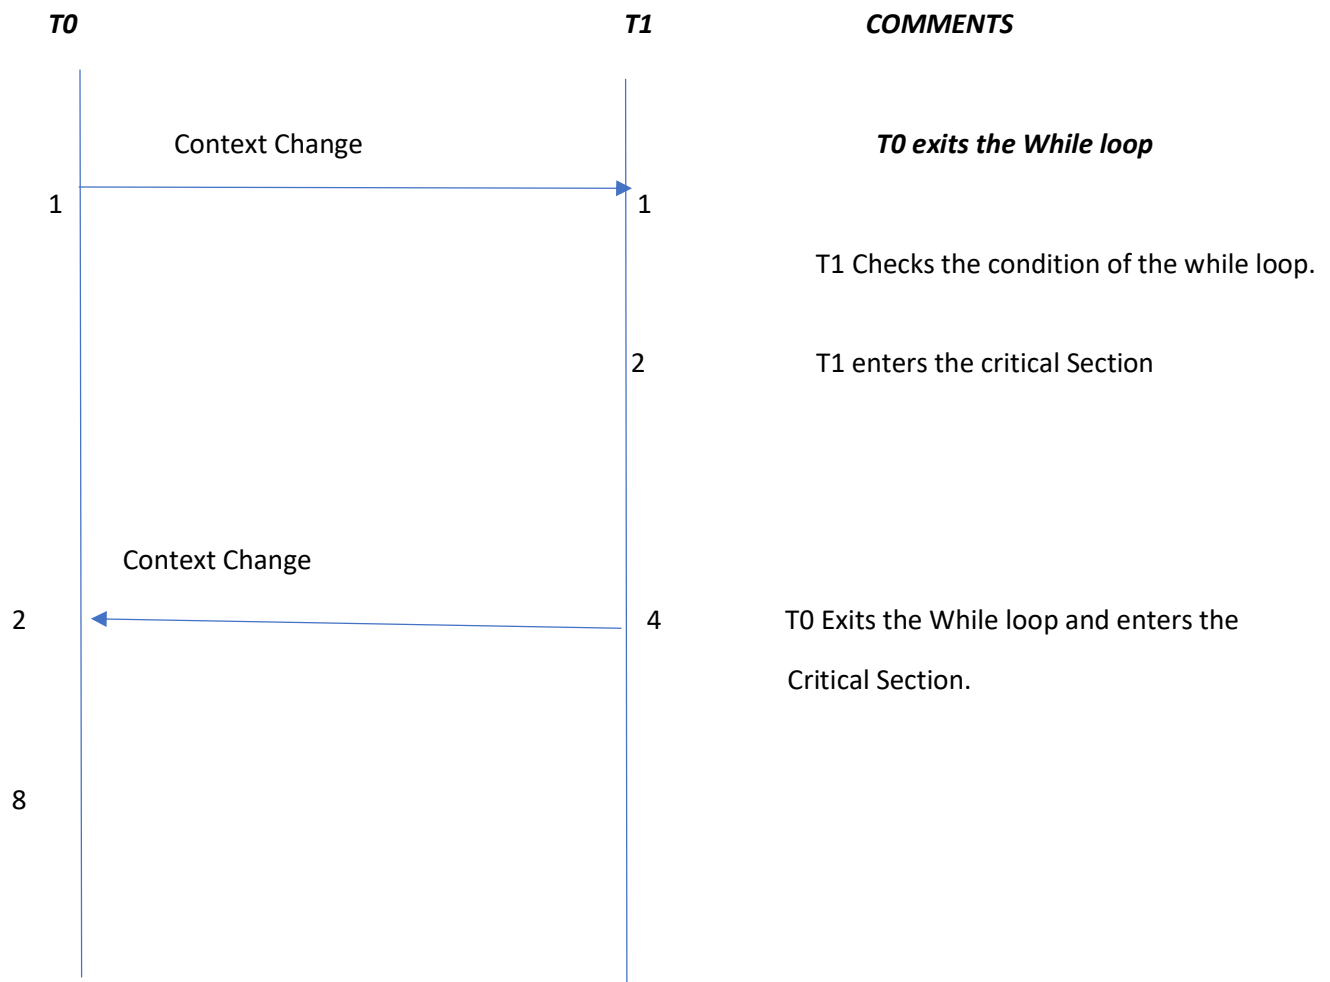 T0 T1 COMMENTS
Context Change T0 exits the While loop
1 1
T1 Checks the condition of the while loop.
2 T1 enters the critical Section
Context Change
2 4 T0 Exits the While loop and enters the
Critical Section.
8